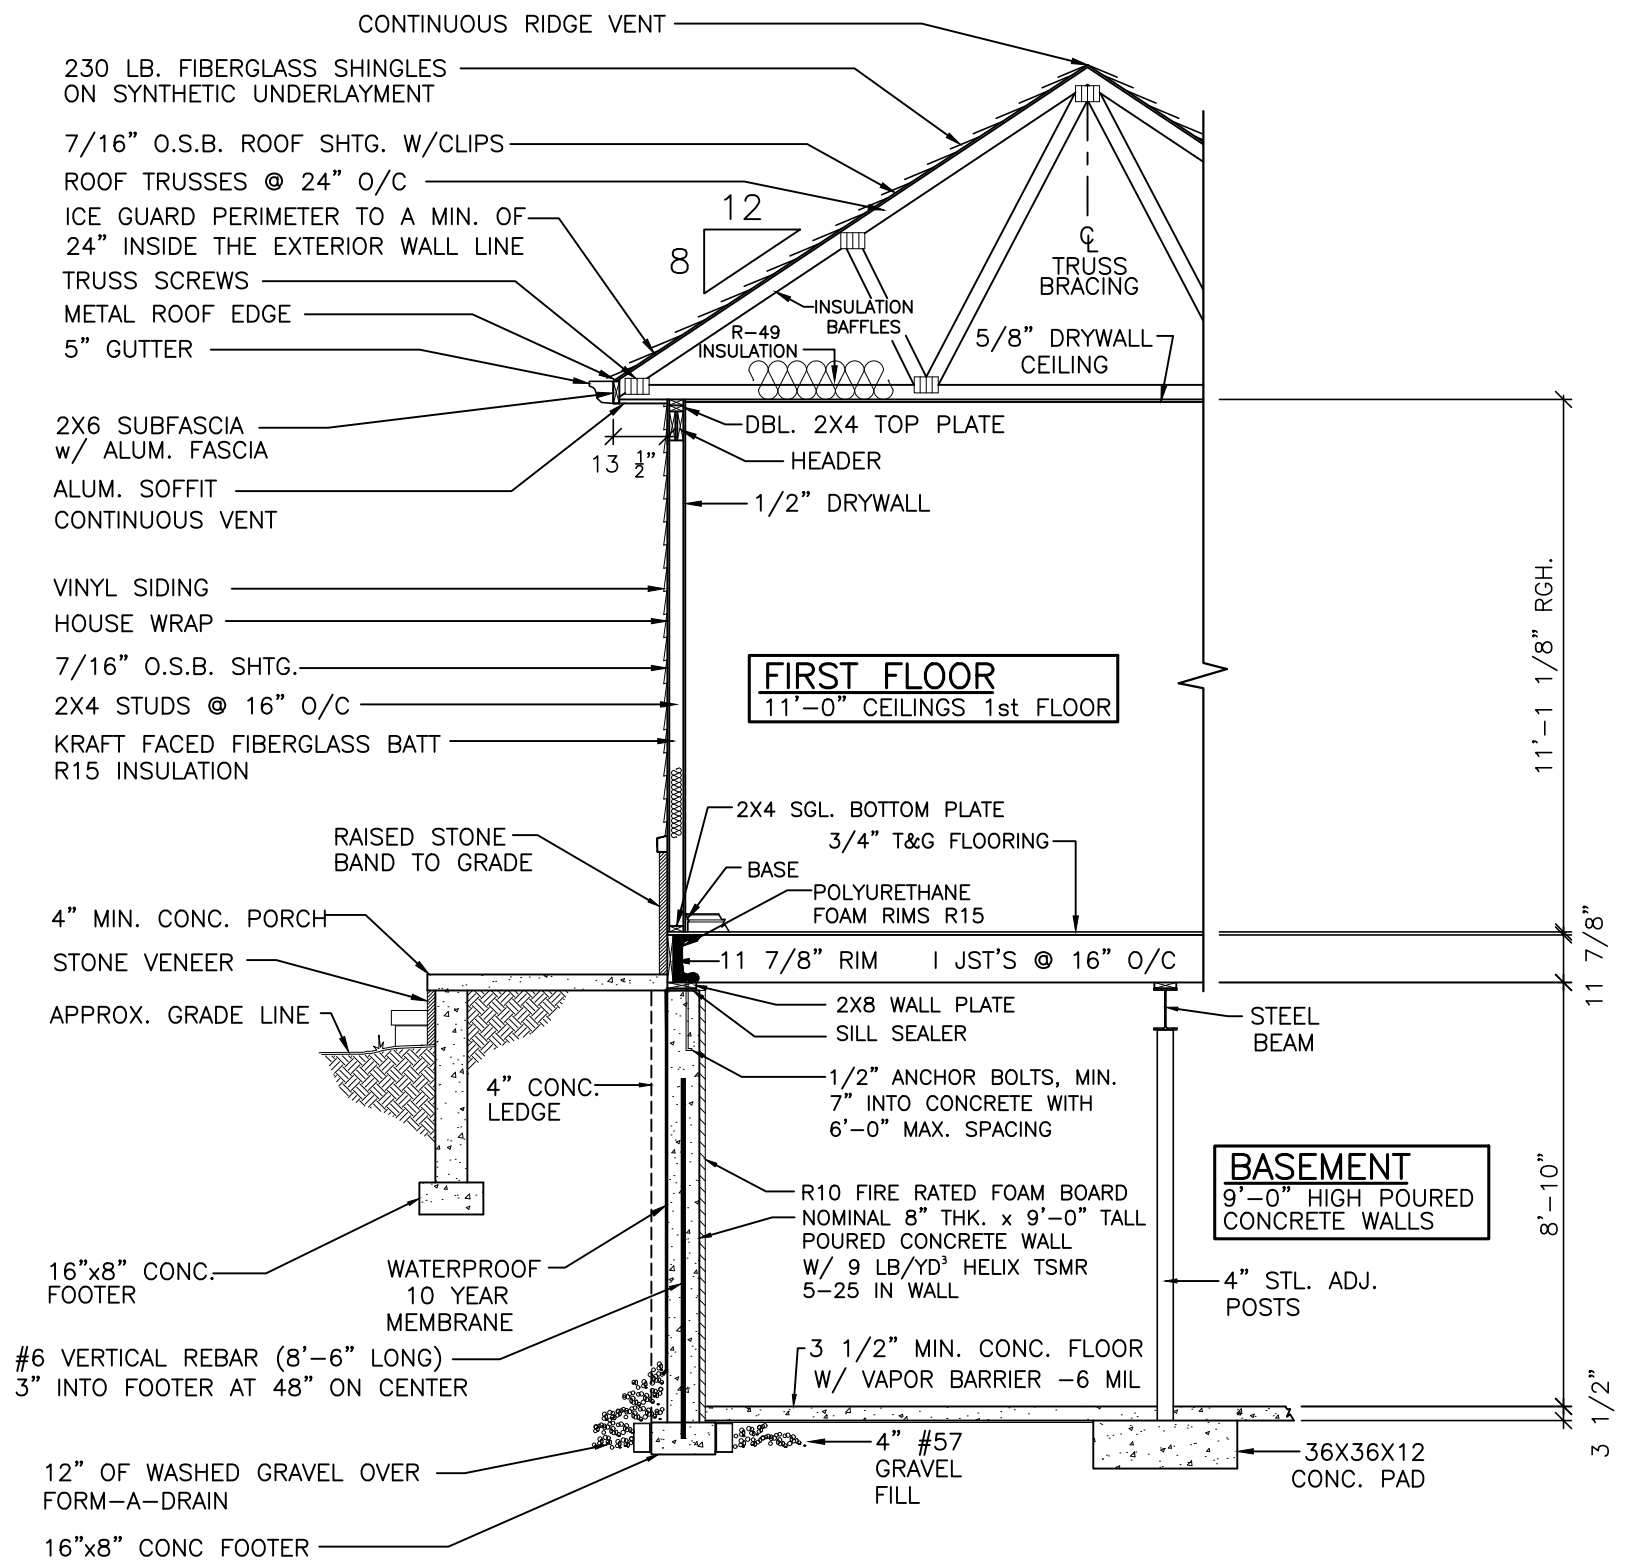 CONTINUOUS RIDGE VENT
230 LB. FIBERGLASS SHINGLES
ON SYNTHETIC UNDERLAYMENT
7/16" O.S.B. ROOF SHTG. W/CLIPS
ROOF TRUSSES @ 24" O/C
ICE GUARD PERIMETER TO A MIN. OF
24" INSIDE THE EXTERIOR WALL LINE
TRUSS SCREWS
METAL ROOF EDGE
5" GUTTER
12
8
℄
TRUSS
BRACING
INSULATION
BAFFLES
R-49
INSULATION
5/8" DRYWALL
CEILING
2X6 SUBFASCIA
w/ ALUM. FASCIA
ALUM. SOFFIT
CONTINUOUS VENT
13 1/2"
DBL. 2X4 TOP PLATE
HEADER
1/2" DRYWALL
VINYL SIDING
HOUSE WRAP
7/16" O.S.B. SHTG.
2X4 STUDS @ 16" O/C
KRAFT FACED FIBERGLASS BATT
R15 INSULATION
FIRST FLOOR
11'-0" CEILINGS 1st FLOOR
11'-1 1/8" RGH.
RAISED STONE
BAND TO GRADE
2X4 SGL. BOTTOM PLATE
3/4" T&G FLOORING
BASE
POLYURETHANE
FOAM RIMS R15
4" MIN. CONC. PORCH
STONE VENEER
APPROX. GRADE LINE
11 7/8" RIM
I JST'S @ 16" O/C
11 7/8"
2X8 WALL PLATE
SILL SEALER
STEEL
BEAM
4" CONC.
LEDGE
1/2" ANCHOR BOLTS, MIN.
7" INTO CONCRETE WITH
6'-0" MAX. SPACING
BASEMENT
9'-0" HIGH POURED
CONCRETE WALLS
8'-10"
R10 FIRE RATED FOAM BOARD
NOMINAL 8" THK. x 9'-0" TALL
POURED CONCRETE WALL
W/ 9 LB/YD³ HELIX TSMR
5-25 IN WALL
16"x8" CONC.
FOOTER
WATERPROOF
10 YEAR
MEMBRANE
4" STL. ADJ.
POSTS
#6 VERTICAL REBAR (8'-6" LONG)
3" INTO FOOTER AT 48" ON CENTER
3 1/2" MIN. CONC. FLOOR
W/ VAPOR BARRIER -6 MIL
3 1/2"
4" #57
GRAVEL
FILL
36X36X12
CONC. PAD
12" OF WASHED GRAVEL OVER
FORM-A-DRAIN
16"x8" CONC FOOTER